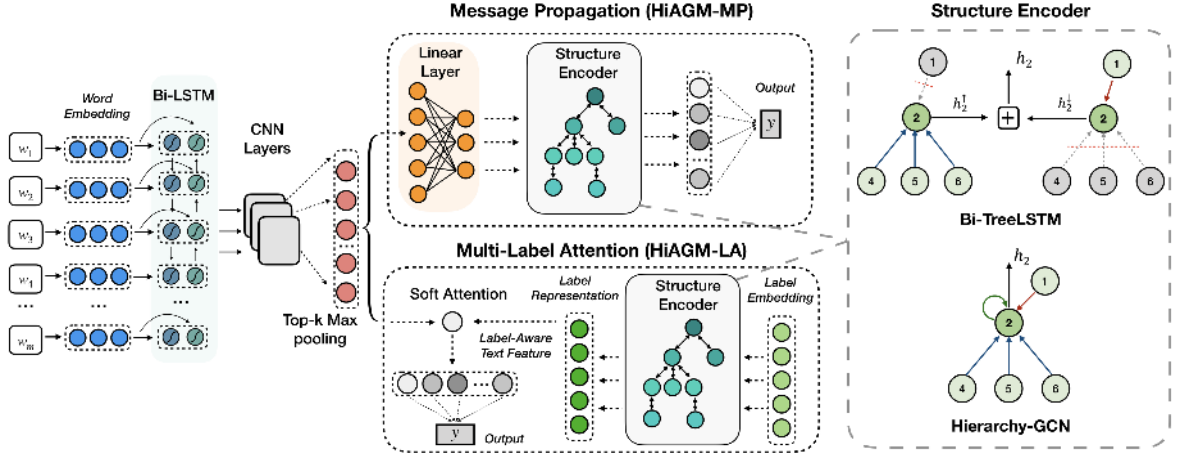 Message Propagation (HiAGM-MP)
Structure Encoder
Linear
Layer
Structure
Encoder
Output
y
Word
Embedding
Bi-LSTM
CNN
Layers
w1
w2
w3
w4
...
...
...
wm
Top-k Max
pooling
Multi-Label Attention (HiAGM-LA)
Soft Attention
Label
Representation
Structure
Encoder
Label
Embedding
Label-Aware
Text Feature
y
Output
1
h2
1
h2↑
h2↓
2
+
2
4
5
6
4
5
6
Bi-TreeLSTM
h2
1
2
4
5
6
Hierarchy-GCN